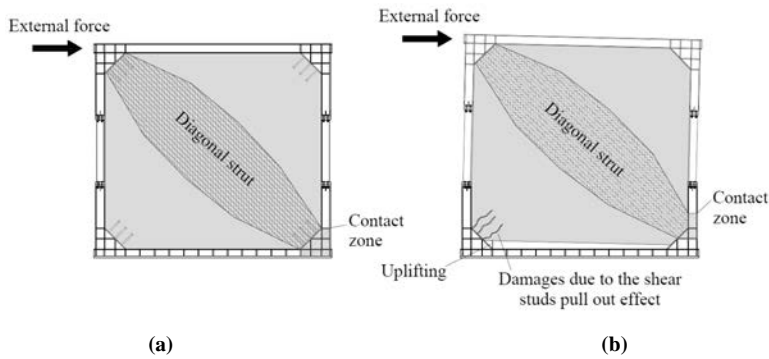 External force
Diagonal strut
Contact
zone
(a)
External force
Diagonal strut
Contact
zone
Uplifting
Damages due to the shear
studs pull out effect
(b)